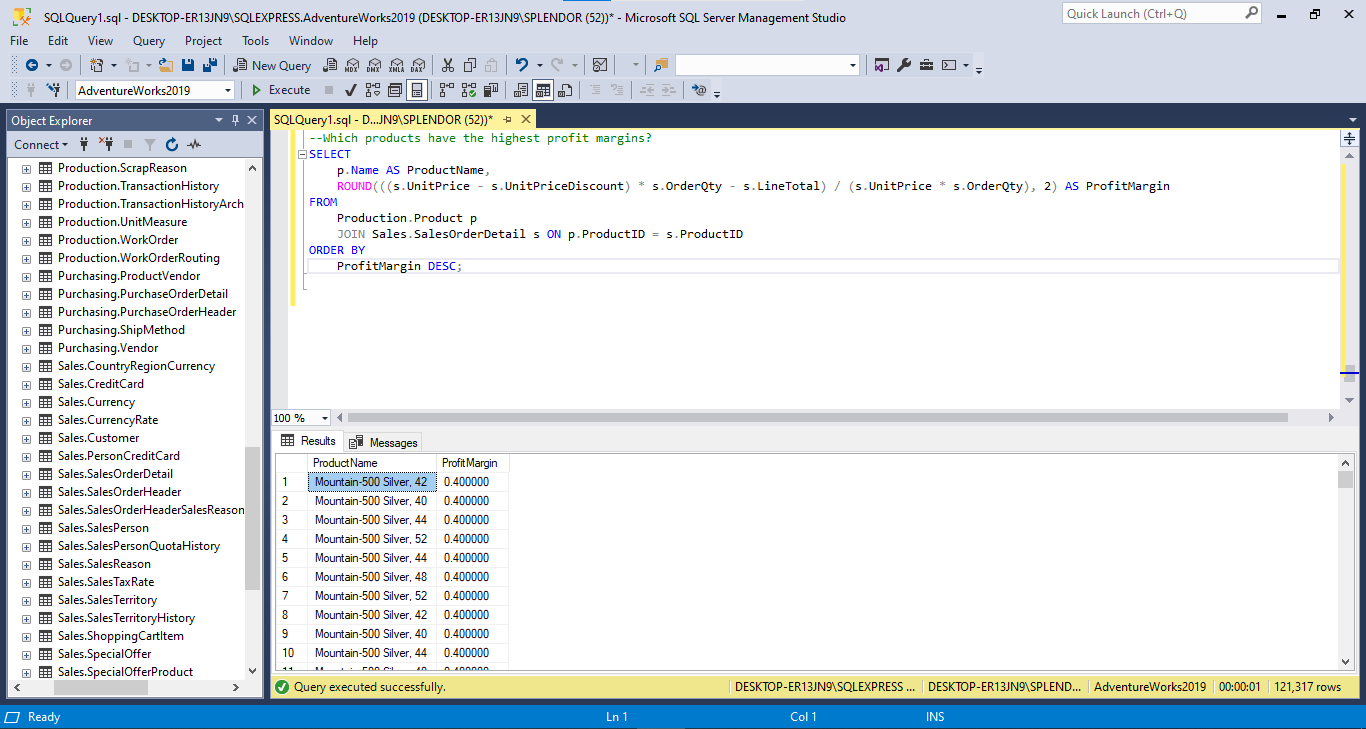 SQLQuery1.sql - DESKTOP-ER13JN9\SQLEXPRESS.AdventureWorks2019 (DESKTOP-ER13JN9\SPLENDOR (52))* - Microsoft SQL Server Management Studio
Quick Launch (Ctrl+Q)
File Edit View Query Project Tools Window Help
New Query MDX DMX XMLA DAX
AdventureWorks2019 Execute
Object Explorer
Connect
Production.ScrapReason
Production.TransactionHistory
Production.TransactionHistoryArch
Production.UnitMeasure
Production.WorkOrder
Production.WorkOrderRouting
Purchasing.ProductVendor
Purchasing.PurchaseOrderDetail
Purchasing.PurchaseOrderHeader
Purchasing.ShipMethod
Purchasing.Vendor
Sales.CountryRegionCurrency
Sales.CreditCard
Sales.Currency
Sales.CurrencyRate
Sales.Customer
Sales.PersonCreditCard
Sales.SalesOrderDetail
Sales.SalesOrderHeader
Sales.SalesOrderHeaderSalesReason
Sales.SalesPerson
Sales.SalesPersonQuotaHistory
Sales.SalesReason
Sales.SalesTaxRate
Sales.SalesTerritory
Sales.SalesTerritoryHistory
Sales.ShoppingCartItem
Sales.SpecialOffer
Sales.SpecialOfferProduct
SQLQuery1.sql - D...JN9\SPLENDOR (52))*
--Which products have the highest profit margins?
SELECT
p.Name AS ProductName,
ROUND(((s.UnitPrice - s.UnitPriceDiscount) * s.OrderQty - s.LineTotal) / (s.UnitPrice * s.OrderQty), 2) AS ProfitMargin
FROM
Production.Product p
JOIN Sales.SalesOrderDetail s ON p.ProductID = s.ProductID
ORDER BY
ProfitMargin DESC;
100 %
Results Messages
ProductName ProfitMargin
1 Mountain-500 Silver, 42 0.400000
2 Mountain-500 Silver, 40 0.400000
3 Mountain-500 Silver, 44 0.400000
4 Mountain-500 Silver, 52 0.400000
5 Mountain-500 Silver, 44 0.400000
6 Mountain-500 Silver, 48 0.400000
7 Mountain-500 Silver, 52 0.400000
8 Mountain-500 Silver, 42 0.400000
9 Mountain-500 Silver, 40 0.400000
10 Mountain-500 Silver, 44 0.400000
Query executed successfully. DESKTOP-ER13JN9\SQLEXPRESS ... DESKTOP-ER13JN9\SPLEND... AdventureWorks2019 00:00:01 121,317 rows
Ready Ln 1 Col 1 INS